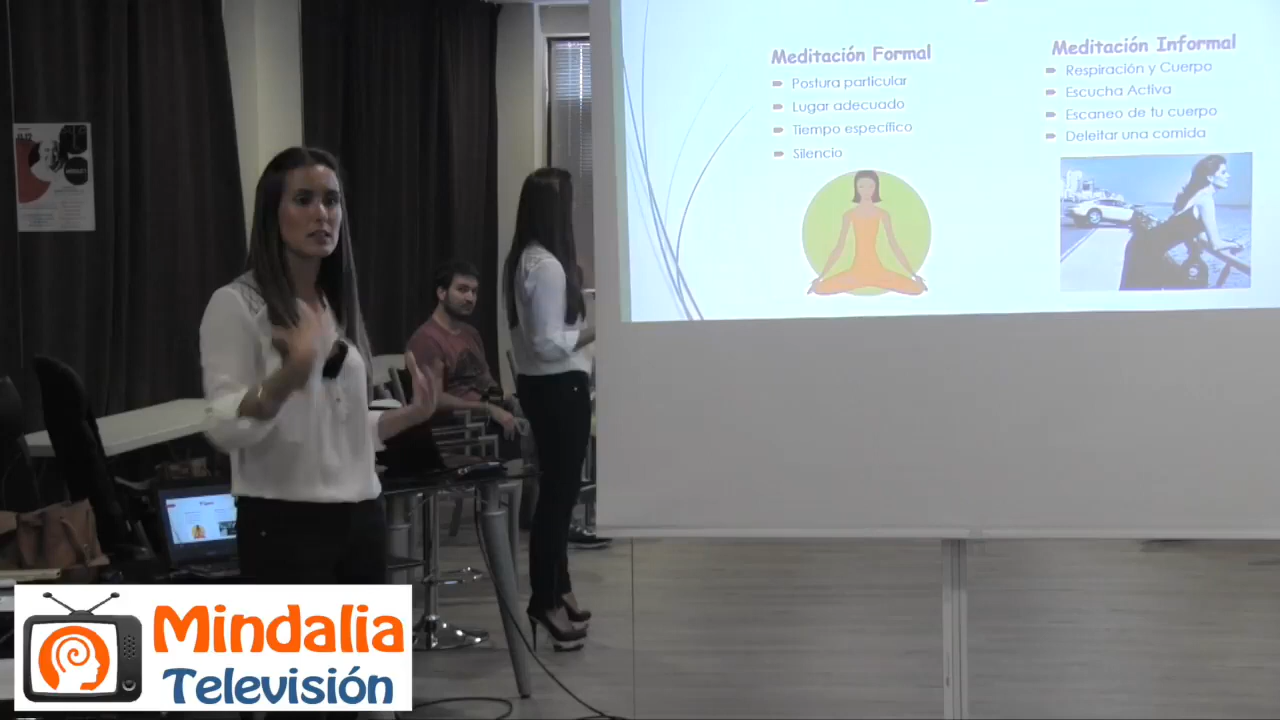 Meditación Formal
Postura particular
Lugar adecuado
Tiempo específico
Silencio
Meditación Informal
Respiración y Cuerpo
Escucha Activa
Escaneo de tu cuerpo
Deleitar una comida
Mindalia
Televisión